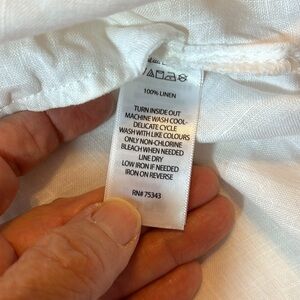 100% LINEN
TURN INSIDE OUT
MACHINE WASH COOL-
DELICATE CYCLE
WASH WITH LIKE COLOURS
ONLY NON-CHLORINE
BLEACH WHEN NEEDED
LINE DRY
LOW IRON IF NEEDED
IRON ON REVERSE
RN# 75343